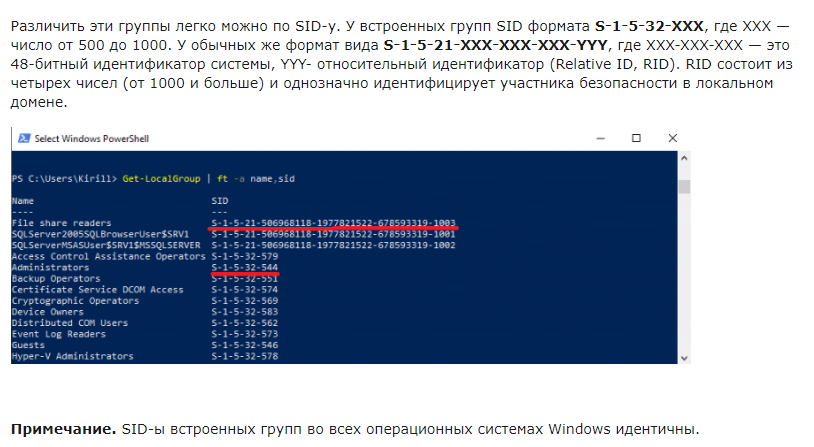 Различить эти группы легко можно по SID-у. У встроенных групп SID формата S-1-5-32-XXX, где XXX —
число от 500 до 1000. У обычных же формат вида S-1-5-21-XXX-XXX-XXX-YYY, где XXX-XXX-XXX — это
48-битный идентификатор системы, YYY- относительный идентификатор (Relative ID, RID). RID состоит из
четырех чисел (от 1000 и больше) и однозначно идентифицирует участника безопасности в локальном
домене.
Select Windows PowerShell
PS C:\Users\Kirill> Get-LocalGroup | ft -a name,sid
Name SID
---- ---
File share readers S-1-5-21-506968118-1977821522-678593319-1003
SQLServer2005SQLBrowserUser$SRV1 S-1-5-21-506968118-1977821522-678593319-1001
SQLServerMSASUser$SRV1$MSSQLSERVER S-1-5-21-506968118-1977821522-678593319-1002
Access Control Assistance Operators S-1-5-32-579
Administrators S-1-5-32-544
Backup Operators S-1-5-32-551
Certificate Service DCOM Access S-1-5-32-574
Cryptographic Operators S-1-5-32-569
Device Owners S-1-5-32-583
Distributed COM Users S-1-5-32-562
Event Log Readers S-1-5-32-573
Guests S-1-5-32-546
Hyper-V Administrators S-1-5-32-578
Примечание. SID-ы встроенных групп во всех операционных системах Windows идентичны.